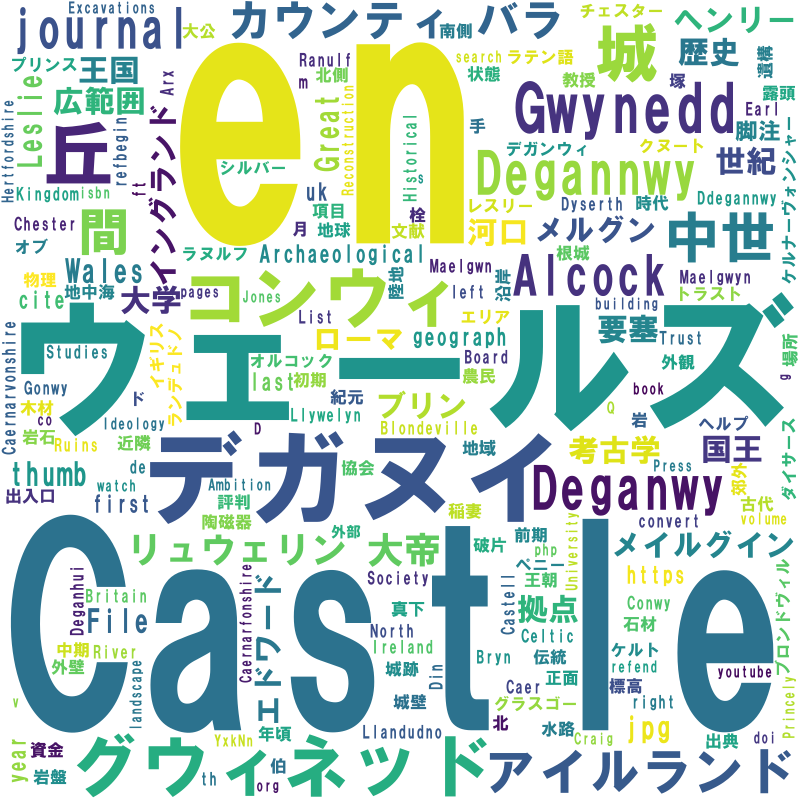 Excavations
大公
カウンティ
南側
バラ
チェスター
ヘンリー
journal
プリンス
王国
Arx
広範囲
Leslie
Ranulf
m
北側
search
ラテン語
状態
教授
城
塚
歴史
遺構
露頭
en
Great
Reconstruction
Historical
s
手
Gwynedd
Earl
脚注
クヌート
世紀
Hertfordshire
丘
refbegin
イングランド
シルバー
デガンウィ
Degannwy
レスリー
Dyserth
時代
Ddegannwy
ケルナーヴォンシャー
Kingdom
isbn
ft
uk
項目
月
地球
文献
栓
Chester
オブ
間
ラヌルフ
Archaeological
河口
メルグン
根城
中世
Wales
物理
地中海
cite
大学
pages
Jones
コンウィ
陸地
Maelgwn
left
沿岸
Alcock
Maelgwyn
トラスト
List
エリア
building
ローマ
geograph
要塞
Trust
場所
ウェールズ
Caernarvonshire
Studies
Gonwy
イギリス
ランデュドノ
オルコック
last
初期
Board
農民
外観
g
木材
co
ド
紀元
ブリン
book
岩石
Ruins
Ideology
近隣
D
Llywelyn
Blondeville
Q
岩
ヘルプ
デガヌイ
地域
考古学
国王
ダイサース
thumb
de
watch
Ambition
協会
Press
水路
古代
出入口
first
評判
稲妻
Deganwy
convert
volume
陶磁器
外部
リュウェリン
大帝
破片
前期
php
ペニー
University
メイルグイン
Castle
Deganhui
Britain
File
Caernarfonshire
エドワード
Society
王朝
Castell
拠点
https
Conwy
石材
ブロンドヴィル
真下
North
Ireland
Celtic
中期
River
外壁
城跡
Din
Bryn
伝統
ケルト
refend
正面
標高
youtube
landscape
城壁
Caer
グラスゴー
right
Princely
v
year
資金
YxkNn
年頃
Llandudno
北
水路
Craig
jpg
出典
doi
岩盤
グウィネッズ
th
org
伯
アイルランド